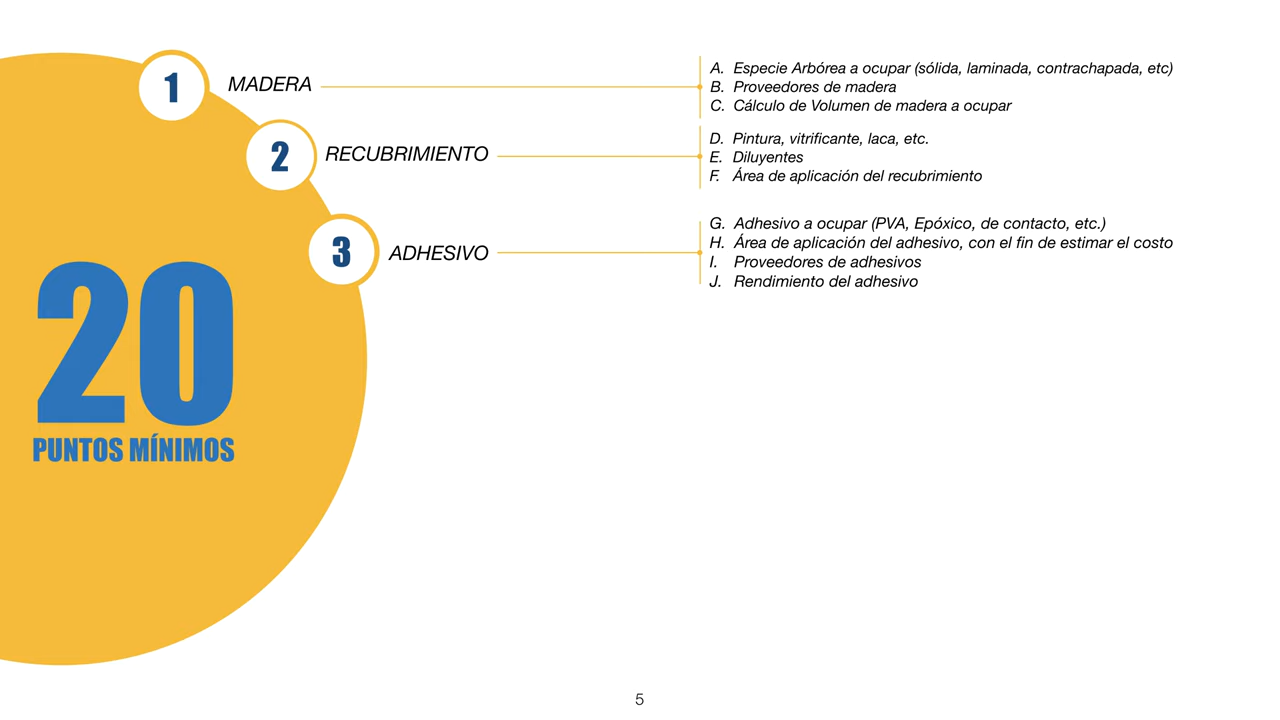 1
MADERA
A. Especie Arbórea a ocupar (sólida, laminada, contrachapada, etc)
B. Proveedores de madera
C. Cálculo de Volumen de madera a ocupar
2
RECUBRIMIENTO
D. Pintura, vitrificante, laca, etc.
E. Diluyentes
F. Área de aplicación del recubrimiento
3
ADHESIVO
G. Adhesivo a ocupar (PVA, Epóxico, de contacto, etc.)
H. Área de aplicación del adhesivo, con el fin de estimar el costo
I. Proveedores de adhesivos
J. Rendimiento del adhesivo
20
PUNTOS MÍNIMOS
5